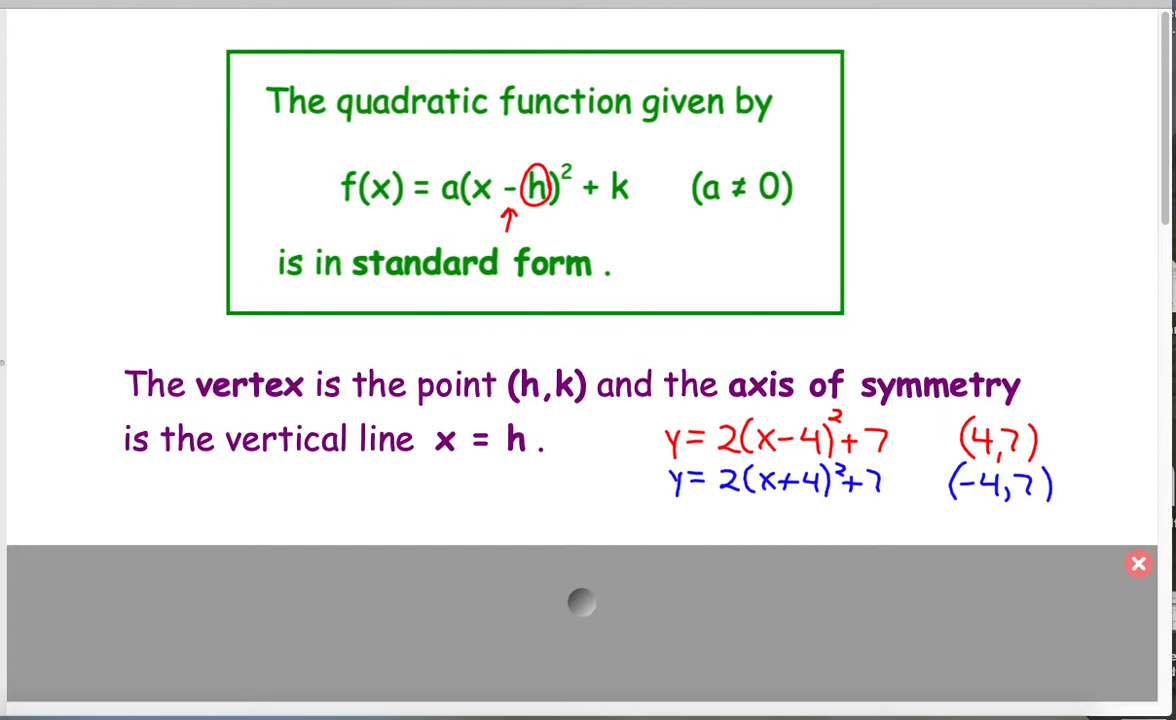 The quadratic function given by
f(x) = a(x - h)² + k (a ≠ 0)
is in standard form .
The vertex is the point (h,k) and the axis of symmetry
is the vertical line x = h .
y = 2(x-4)²+7 (4,7)
y = 2(x+4)²+7 (-4,7)